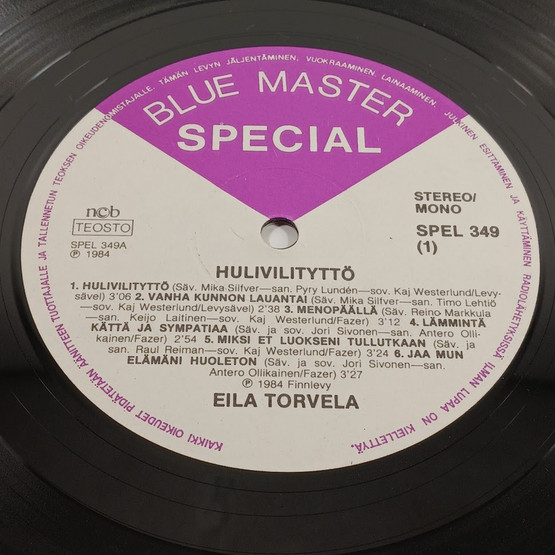 KAIKKI OIKEUDET PIDÄTETÄÄN ÄÄNITTEEN TUOTTAJALLE JA TALLENNETUN TEOKSEN OIKEUDENOMISTAJALLE. TÄMÄN LEVYN JÄLJENTÄMINEN, VUOKRAAMINEN, LAINAAMINEN, JULKINEN ESITTÄMINEN JA KÄYTTÄMINEN RADIOLÄHETYKSISSÄ ILMAN LUPAA ON KIELLETTYÄ.
BLUE MASTER
SPECIAL
ncb
TEOSTO
SPEL 349A
℗ 1984
STEREO/
MONO
SPEL 349
(1)
HULIVILITYTTÖ
1. HULIVILITYTTÖ (Säv. Mika Silfver—san. Pyry Lundén—sov. Kaj Westerlund/Levy-
sävel) 3'06 2. VANHA KUNNON LAUANTAI (Säv. Mika Silfver—san. Timo Lehtiö
—sov. Kaj Westerlund/Levysävel) 2'38 3. MENOPÄÄLLÄ (Säv. Reino Markkula
—san. Keijo Laitinen—sov. Kaj Westerlund/Fazer) 3'12 4. LÄMMINTÄ
KÄTTÄ JA SYMPATIAA (Säv. ja sov. Jori Sivonen—san. Antero Olli-
kainen/Fazer) 2'54 5. MIKSI ET LUOKSENI TULLUTKAAN (Säv. ja
san. Raul Reiman—sov. Kaj Westerlund/Fazer) 3'24 6. JAA MUN
ELÄMÄNI HUOLETON (Säv. ja sov. Jori Sivonen—san.
Antero Ollikainen/Fazer) 3'27
℗ 1984 Finnlevy
EILA TORVELA